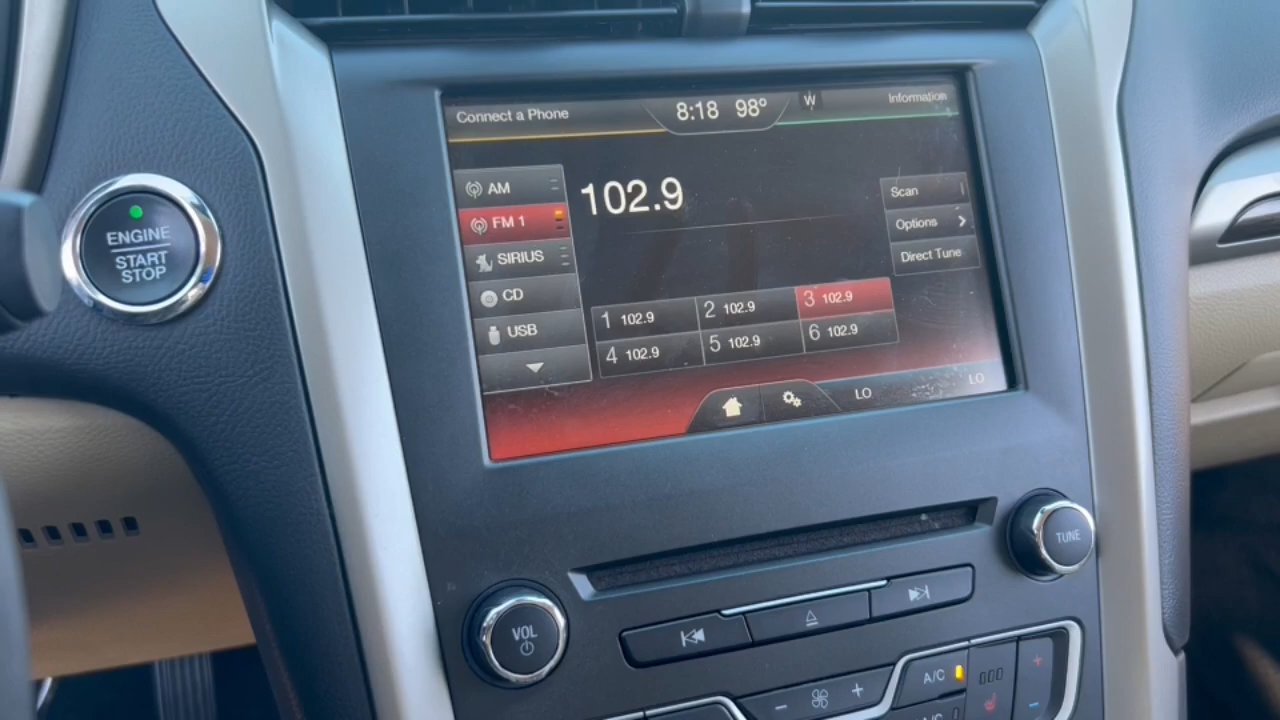 Connect a Phone
8:18 98°
W
Information
AM
FM 1
SIRIUS
CD
USB
102.9
Scan
Options
Direct Tune
1 102.9
2 102.9
3 102.9
4 102.9
5 102.9
6 102.9
LO
LO
ENGINE
START
STOP
TUNE
VOL
A/C
A/C